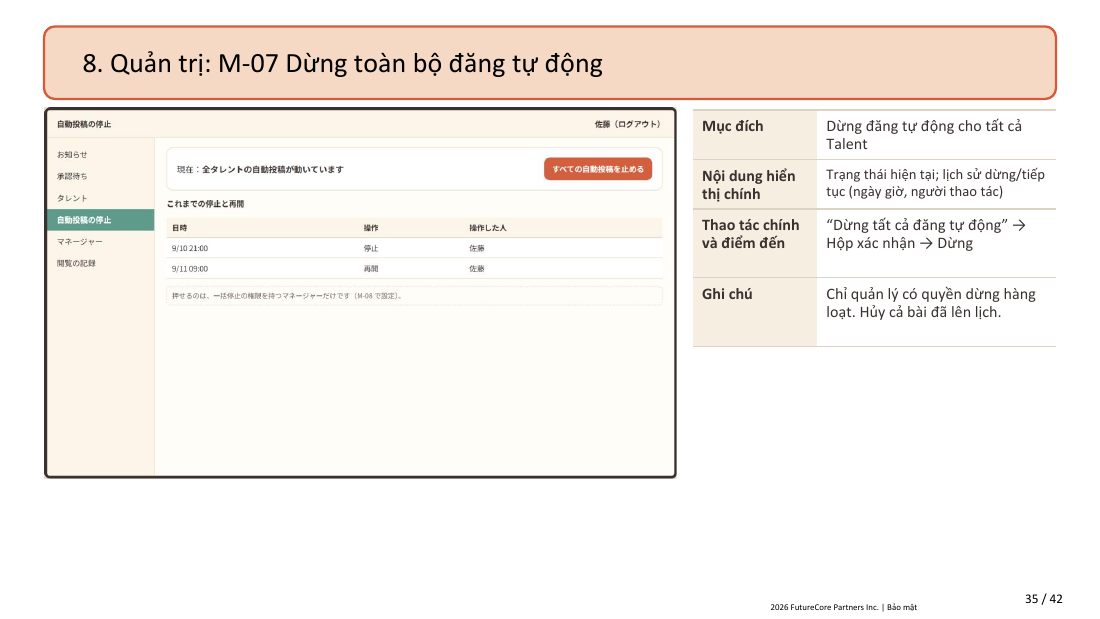 8. Quản trị: M-07 Dừng toàn bộ đăng tự động
自動投稿の停止
佐藤（ログアウト）
お知らせ
承認待ち
タレント
自動投稿の停止
マネージャー
閲覧の記録
現在：全タレントの自動投稿が動いています
すべての自動投稿を止める
これまでの停止と再開
日時 操作 操作した人
9/10 21:00 停止 佐藤
9/11 09:00 再開 佐藤
押せるのは、一括停止の権限を持つマネージャーだけです（M-08 で設定）。
Mục đích
Dừng đăng tự động cho tất cả
Talent
Nội dung hiển
thị chính
Trạng thái hiện tại; lịch sử dừng/tiếp
tục (ngày giờ, người thao tác)
Thao tác chính
và điểm đến
“Dừng tất cả đăng tự động” →
Hộp xác nhận → Dừng
Ghi chú
Chỉ quản lý có quyền dừng hàng
loạt. Hủy cả bài đã lên lịch.
2026 FutureCore Partners Inc. | Bảo mật
35 / 42